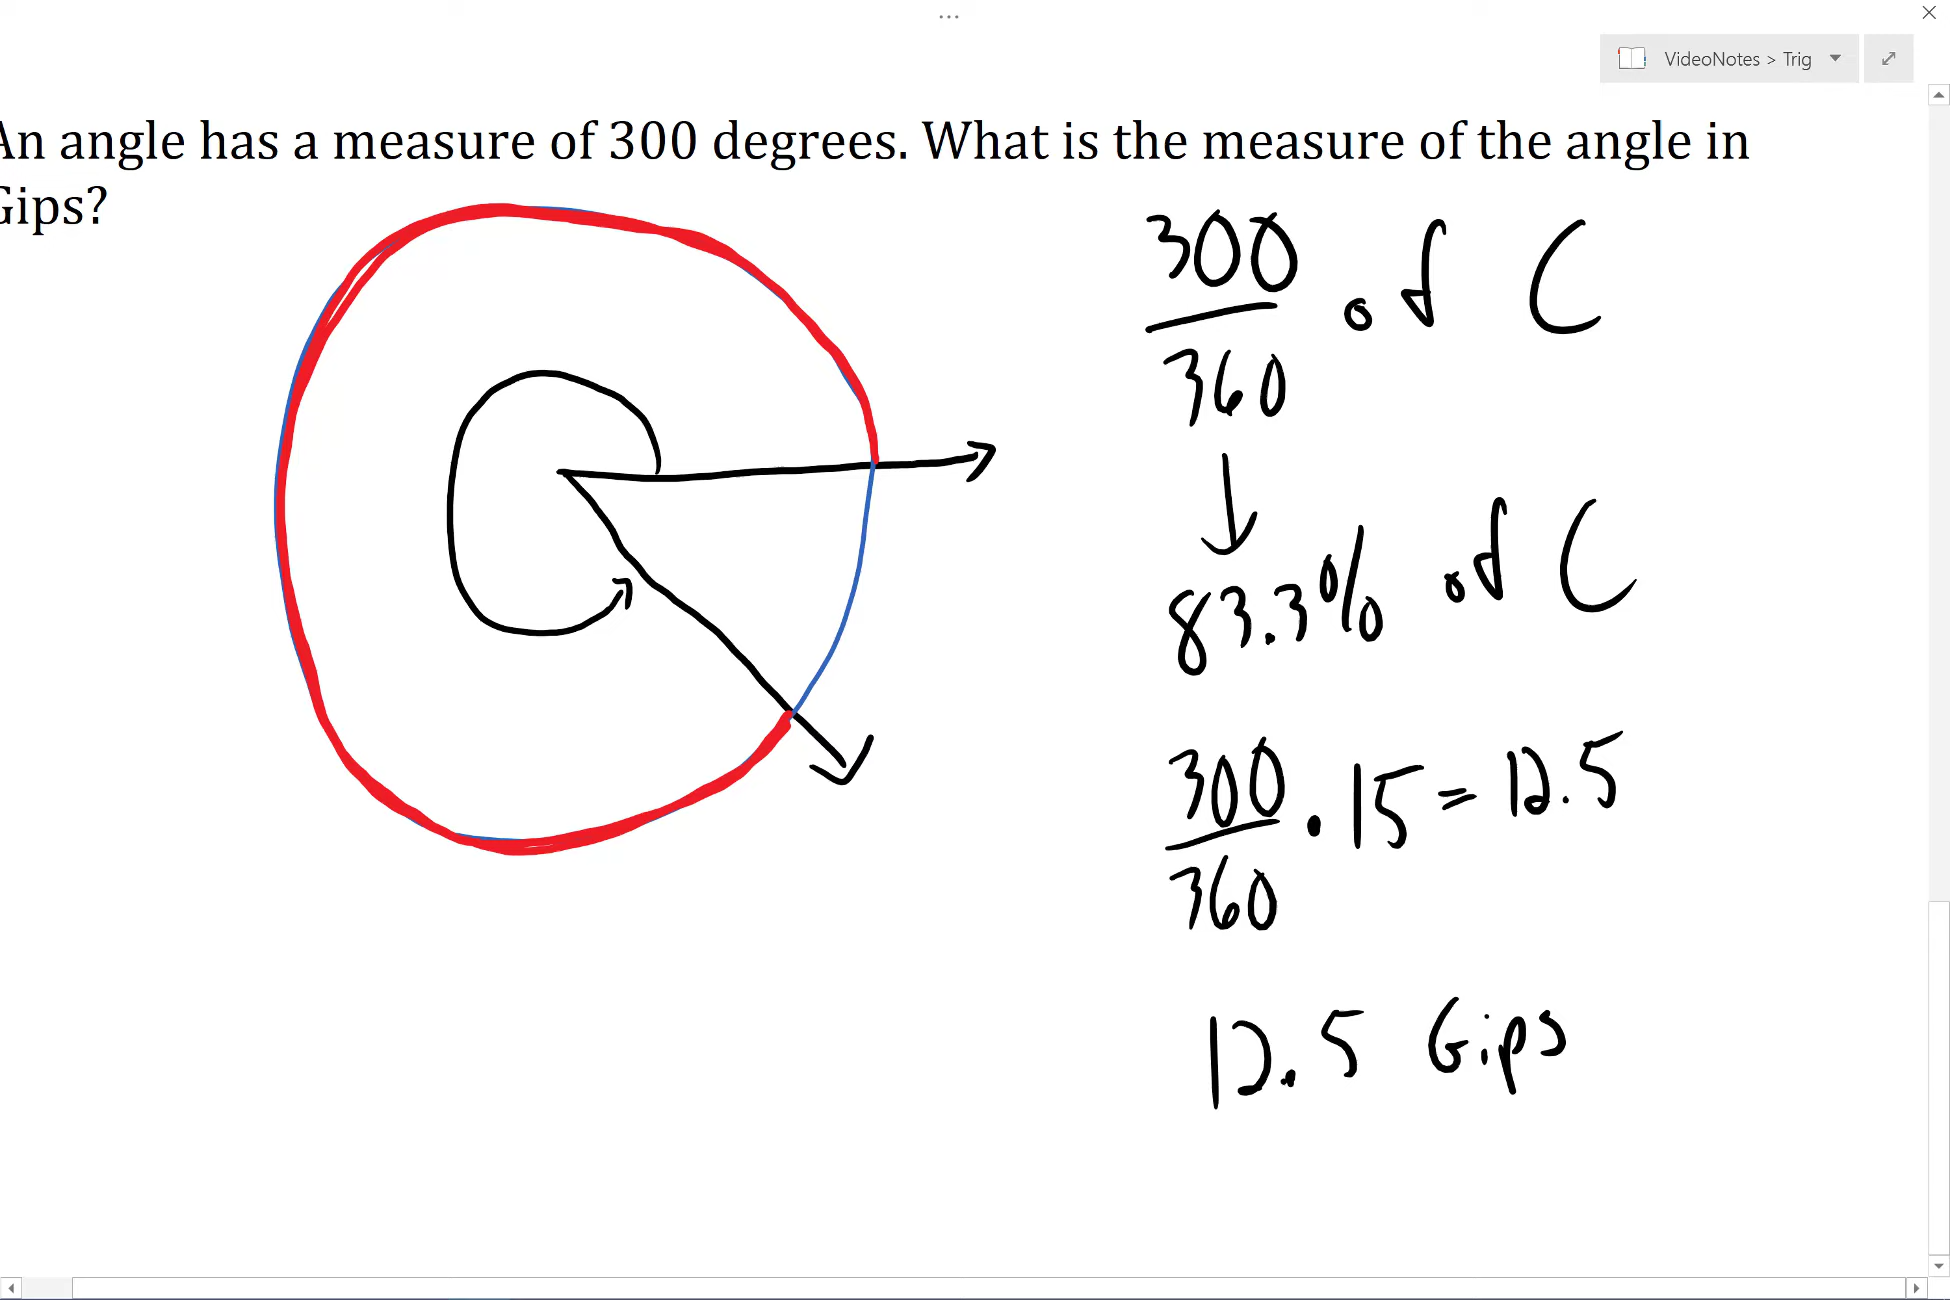 VideoNotes > Trig
An angle has a measure of 300 degrees. What is the measure of the angle in
Gips?
300
360
of C
83.3% of C
300
360
· 15 = 12.5
12.5 Gips